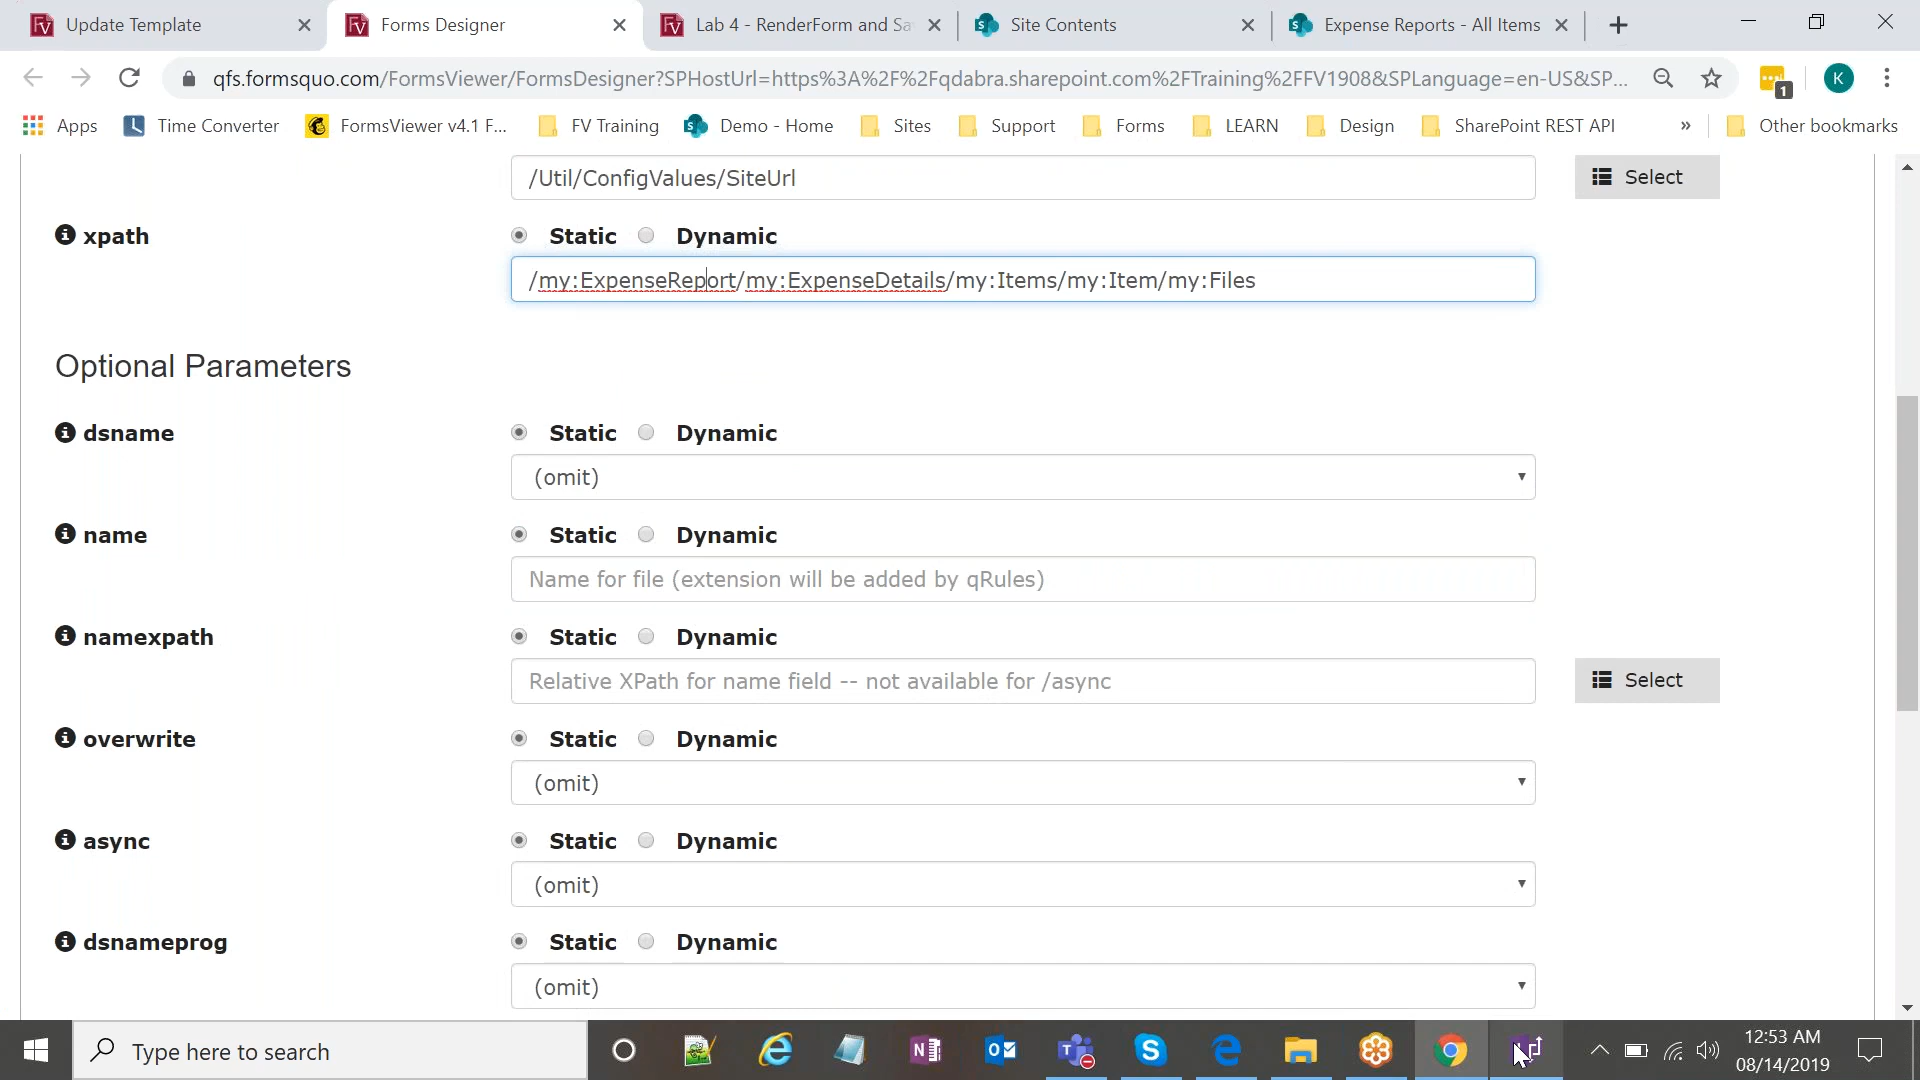 Update Template
Forms Designer
Lab 4 - RenderForm and Sa
Site Contents
Expense Reports - All Items
qfs.formsquo.com/FormsViewer/FormsDesigner?SPHostUrl=https%3A%2F%2Fqdabra.sharepoint.com%2FTraining%2FFV1908&SPLanguage=en-US&SP...
1
K
Apps
Time Converter
FormsViewer v4.1 F...
FV Training
Demo - Home
Sites
Support
Forms
LEARN
Design
SharePoint REST API
»
Other bookmarks
/Util/ConfigValues/SiteUrl
Select
xpath
Static Dynamic
/my:ExpenseReport/my:ExpenseDetails/my:Items/my:Item/my:Files
Optional Parameters
dsname
Static Dynamic
(omit)
name
Static Dynamic
Name for file (extension will be added by qRules)
namexpath
Static Dynamic
Relative XPath for name field -- not available for /async
Select
overwrite
Static Dynamic
(omit)
async
Static Dynamic
(omit)
dsnameprog
Static Dynamic
(omit)
Type here to search
12:53 AM
08/14/2019